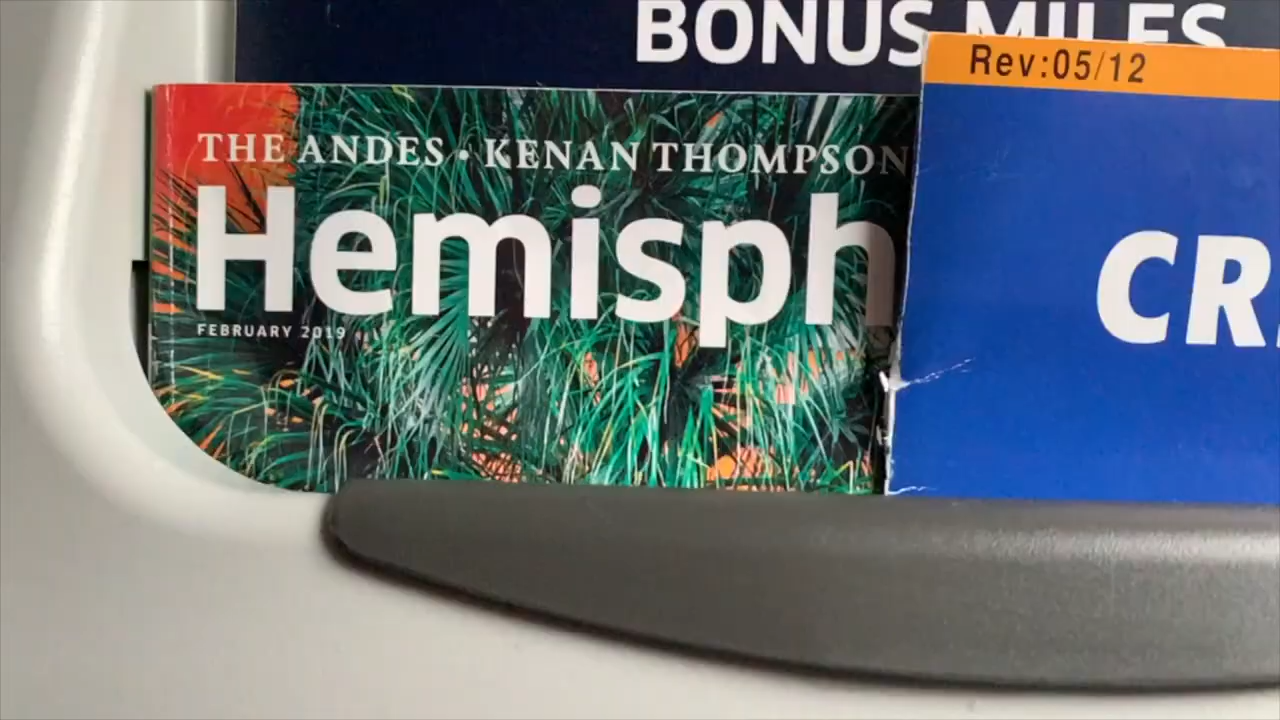 BONUS MILES
Rev:05/12
THE ANDES • KENAN THOMPSON
Hemisph
FEBRUARY 2019
CR